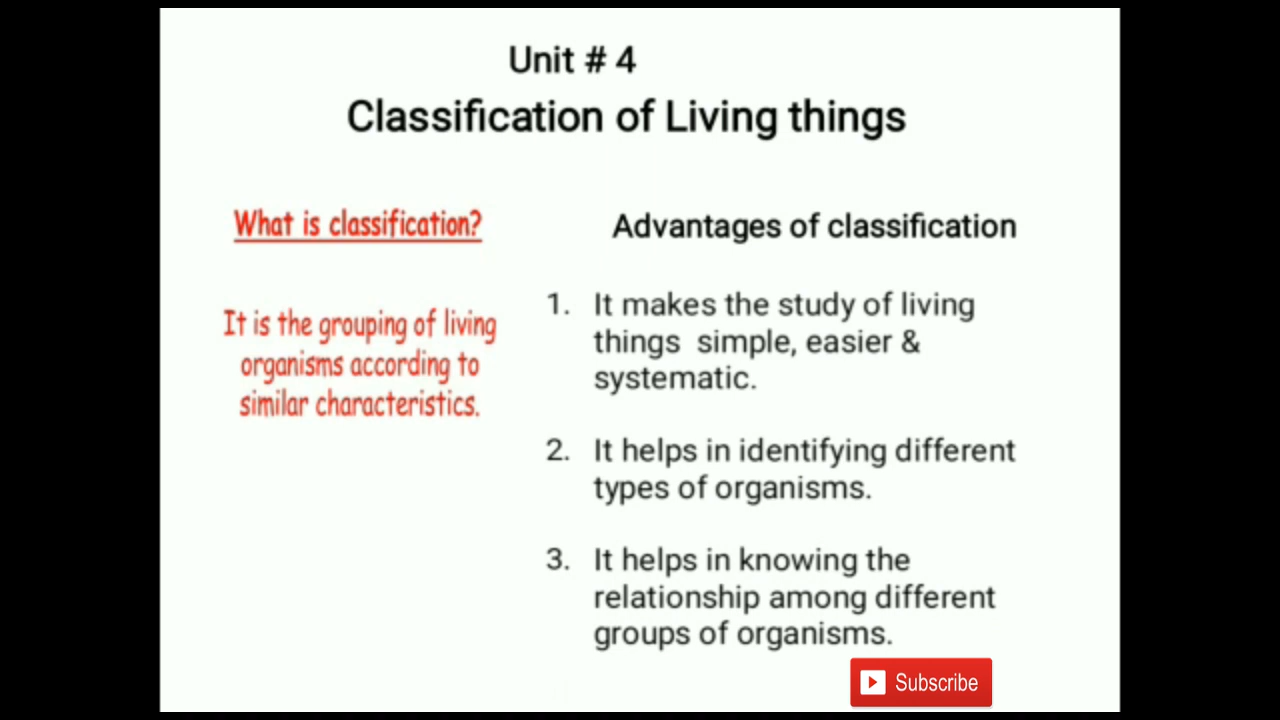 Unit # 4
Classification of Living things
What is classification?
It is the grouping of living
organisms according to
similar characteristics.
Advantages of classification
1. It makes the study of living
things simple, easier &
systematic.
2. It helps in identifying different
types of organisms.
3. It helps in knowing the
relationship among different
groups of organisms.
Subscribe